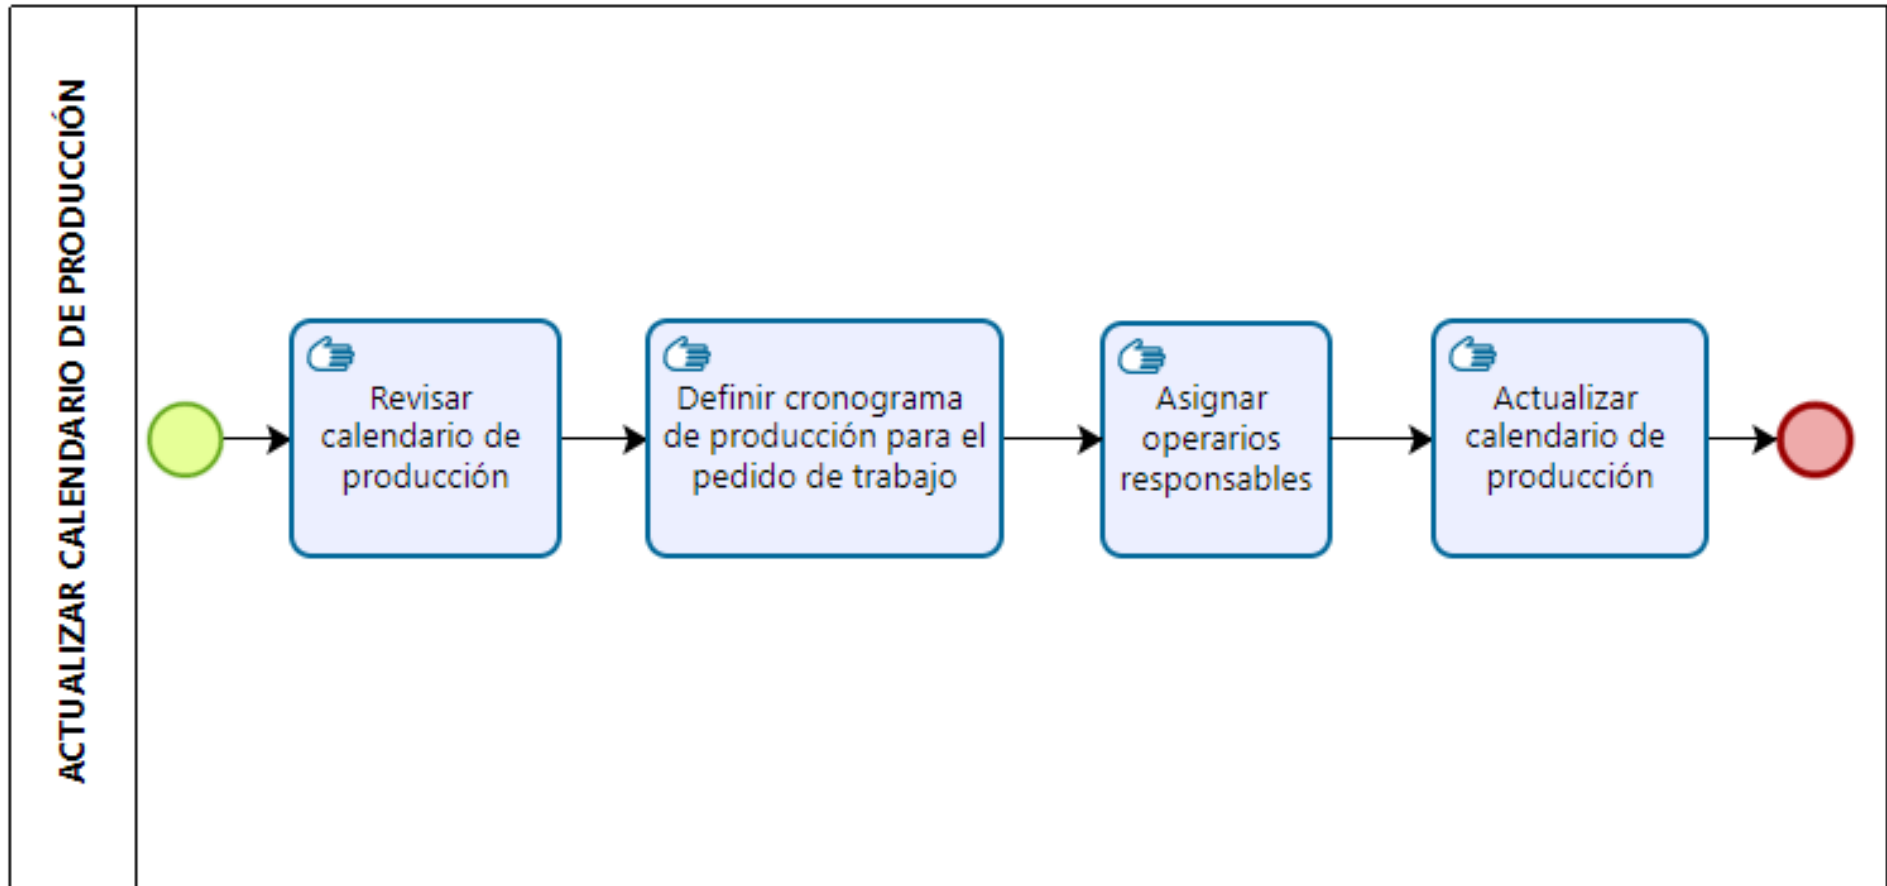 ACTUALIZAR CALENDARIO DE PRODUCCIÓN
Revisar
calendario de
producción
Definir cronograma
de producción para el
pedido de trabajo
Asignar
operarios
responsables
Actualizar
calendario de
producción